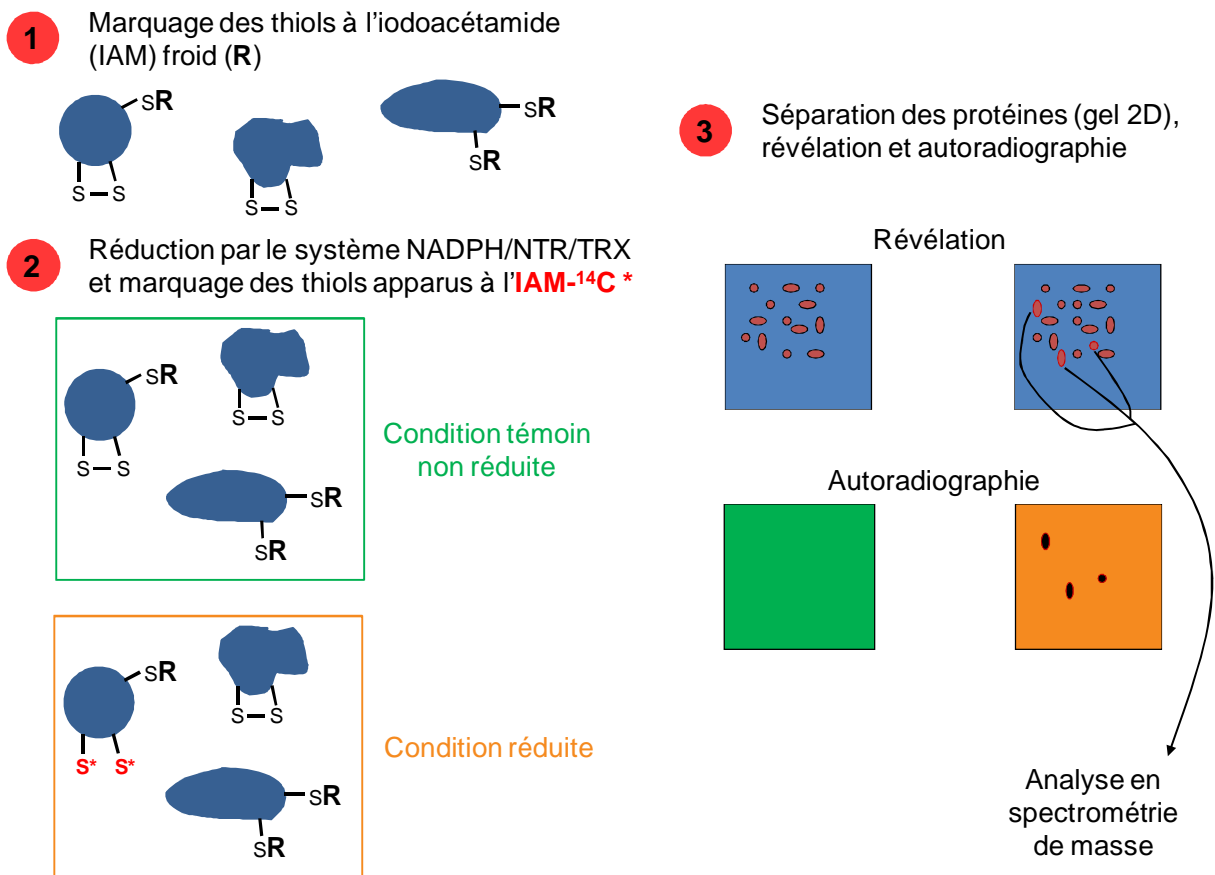 1
Marquage des thiols à l'iodoacétamide
(IAM) froid (R)
SR
S – S
S – S
SR
SR
2
Réduction par le système NADPH/NTR/TRX
et marquage des thiols apparus à l'IAM-¹⁴C *
SR
S – S
S – S
SR
SR
Condition témoin
non réduite
SR
S* S*
S – S
SR
SR
Condition réduite
3
Séparation des protéines (gel 2D),
révélation et autoradiographie
Révélation
Autoradiographie
Analyse en
spectrométrie
de masse